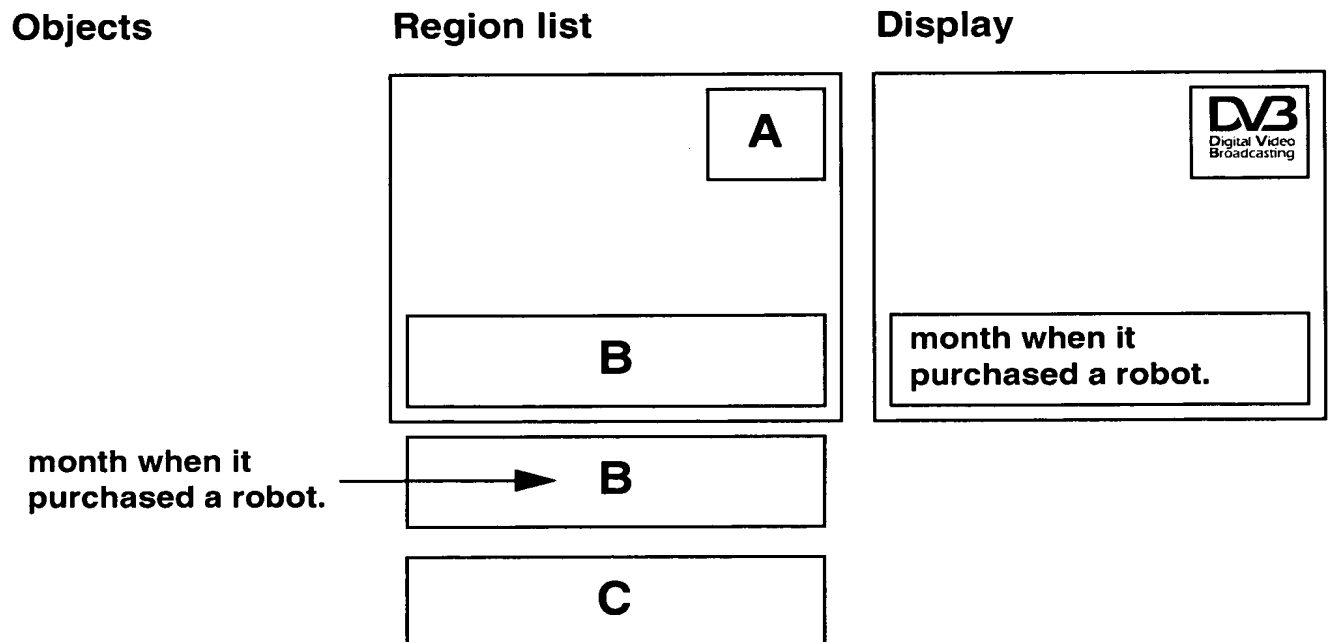 Objects
Region list
Display
A
DVB
Digital Video
Broadcasting
B
month when it
purchased a robot.
month when it
purchased a robot.
B
C